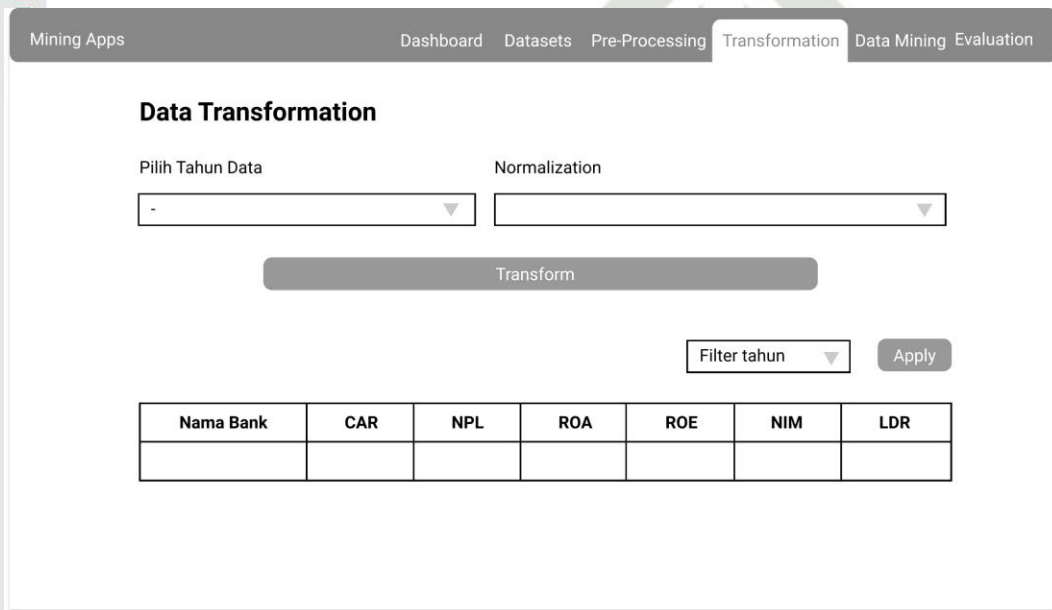 Mining Apps Dashboard Datasets Pre-Processing Transformation Data Mining Evaluation
Data Transformation
Pilih Tahun Data Normalization
-
Transform
Filter tahun Apply
Nama Bank CAR NPL ROA ROE NIM LDR